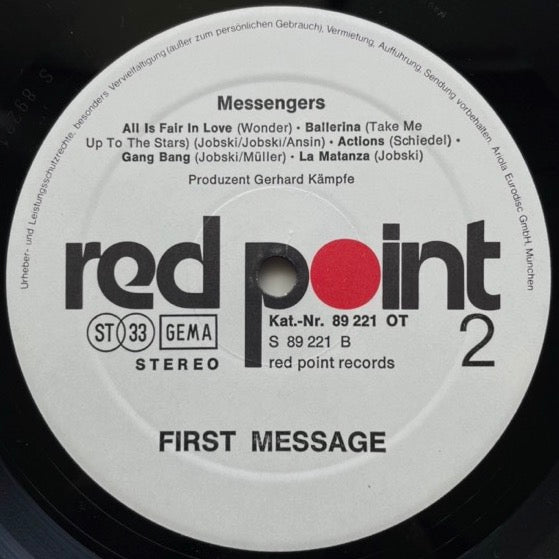 Urheber- und Leistungsschutzrechte, besonders Vervielfältigung (außer zum persönlichen Gebrauch), Vermietung, Aufführung, Sendung vorbehalten. Ariola Eurodisc GmbH, München
Messengers
All Is Fair In Love (Wonder) · Ballerina (Take Me
Up To The Stars) (Jobski/Jobski/Ansin) · Actions (Schiedel) ·
Gang Bang (Jobski/Müller) · La Matanza (Jobski)
Produzent Gerhard Kämpfe
red point
ST 33 GEMA
STEREO
Kat.-Nr. 89 221 OT
S 89 221 B
red point records
2
FIRST MESSAGE